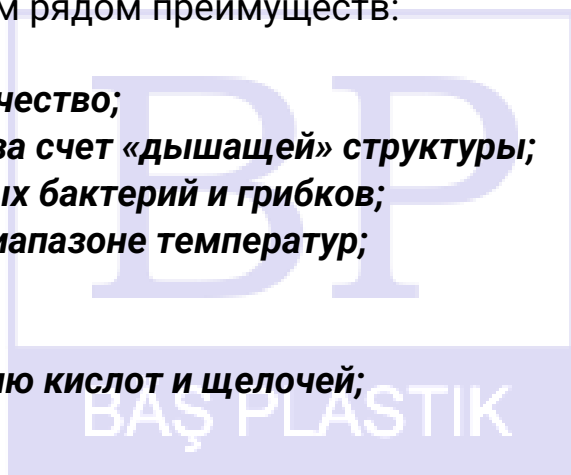 м рядом преимуществ:
чество;
за счет «дышащей» структуры;
ых бактерий и грибков;
иапазоне температур;
ию кислот и щелочей;
BP
BAŞ PLASTIK